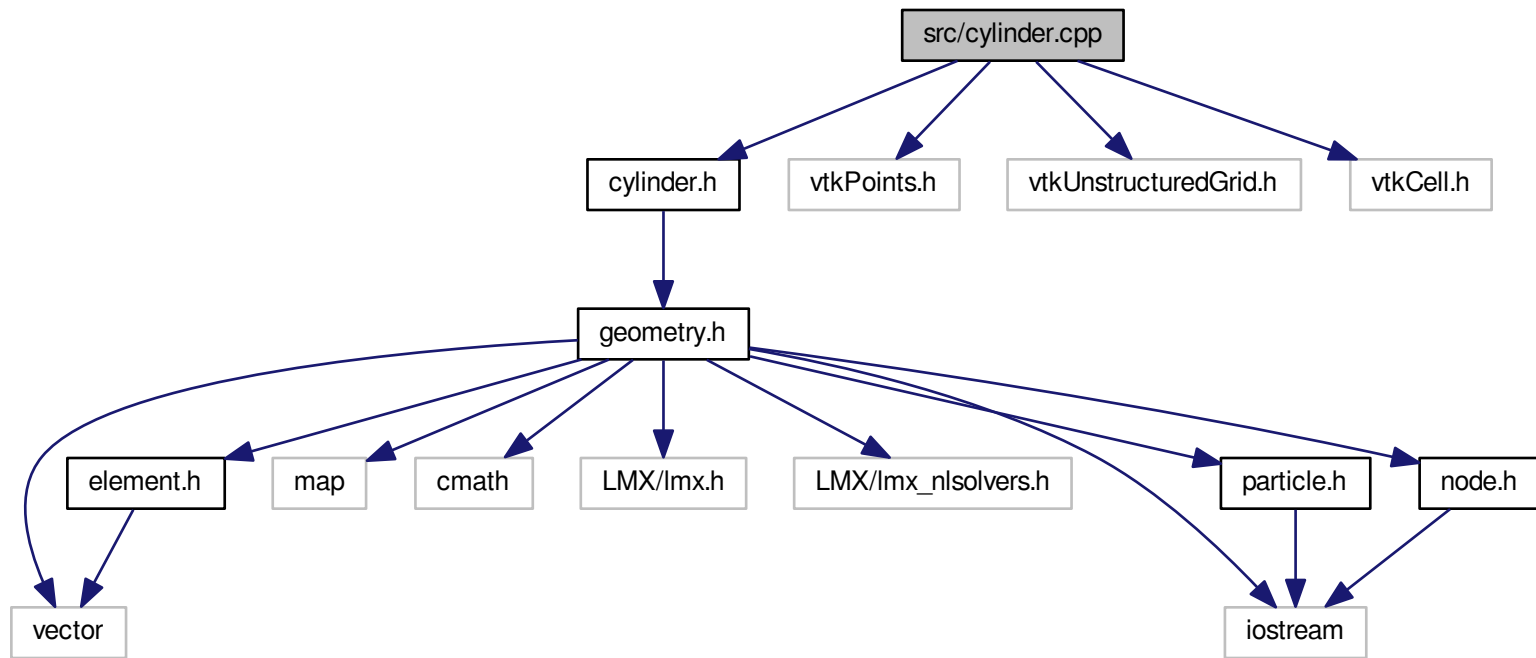 src/cylinder.cpp
cylinder.h
vtkPoints.h
vtkUnstructuredGrid.h
vtkCell.h
geometry.h
element.h
map
cmath
LMX/lmx.h
LMX/lmx_nlsolvers.h
particle.h
node.h
vector
iostream